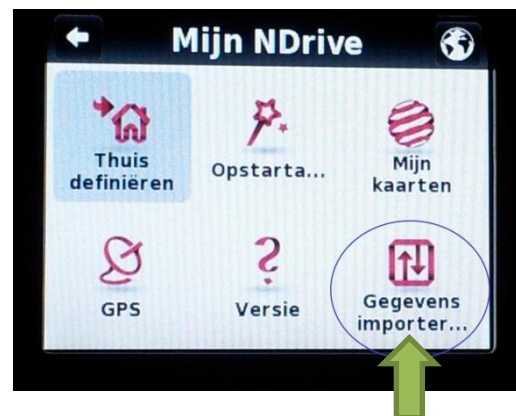 Mijn NDrive
Thuis
definiëren
Opstarta...
Mijn
kaarten
GPS
Versie
Gegevens
importer...